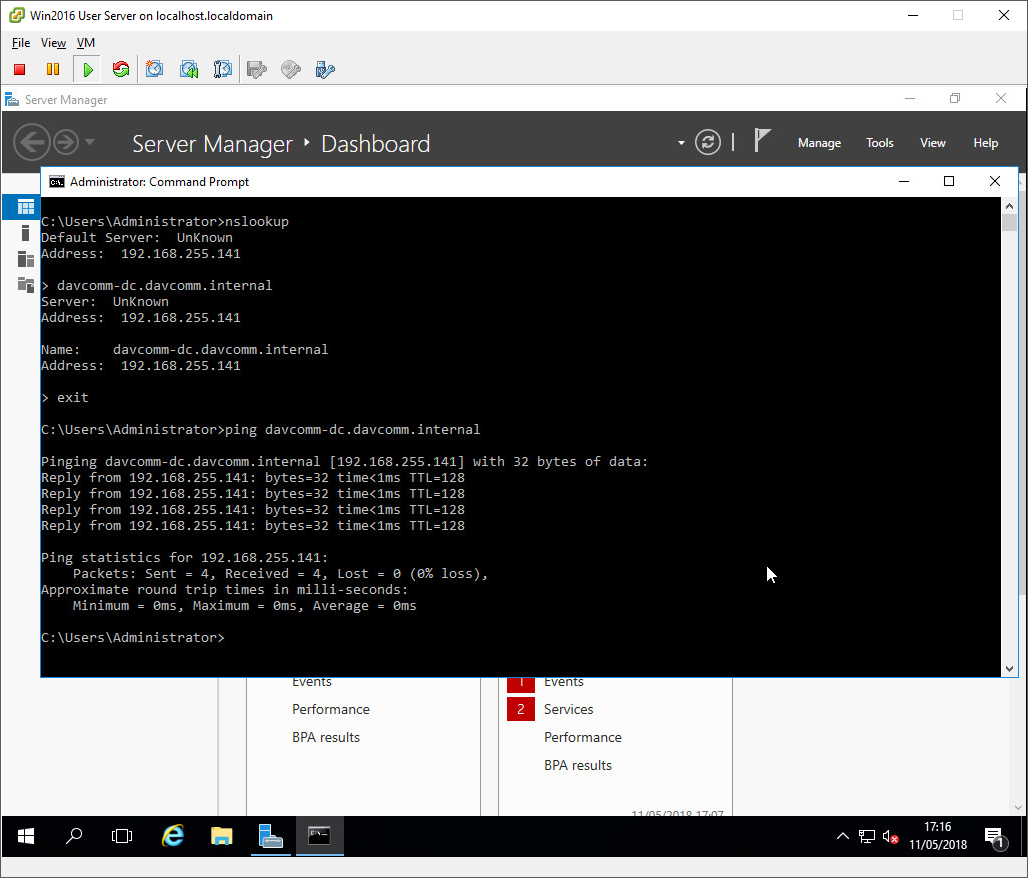 Win2016 User Server on localhost.localdomain
File View VM
Server Manager
Server Manager Dashboard
Manage Tools View Help
Administrator: Command Prompt
C:\Users\Administrator>nslookup
Default Server:  UnKnown
Address:  192.168.255.141
> davcomm-dc.davcomm.internal
Server:  UnKnown
Address:  192.168.255.141
Name:    davcomm-dc.davcomm.internal
Address:  192.168.255.141
> exit
C:\Users\Administrator>ping davcomm-dc.davcomm.internal
Pinging davcomm-dc.davcomm.internal [192.168.255.141] with 32 bytes of data:
Reply from 192.168.255.141: bytes=32 time<1ms TTL=128
Reply from 192.168.255.141: bytes=32 time<1ms TTL=128
Reply from 192.168.255.141: bytes=32 time<1ms TTL=128
Reply from 192.168.255.141: bytes=32 time<1ms TTL=128
Ping statistics for 192.168.255.141:
    Packets: Sent = 4, Received = 4, Lost = 0 (0% loss),
Approximate round trip times in milli-seconds:
    Minimum = 0ms, Maximum = 0ms, Average = 0ms
C:\Users\Administrator>
Events
Performance
BPA results
1 Events
2 Services
Performance
BPA results
11/05/2018 17:07
17:16
11/05/2018
1